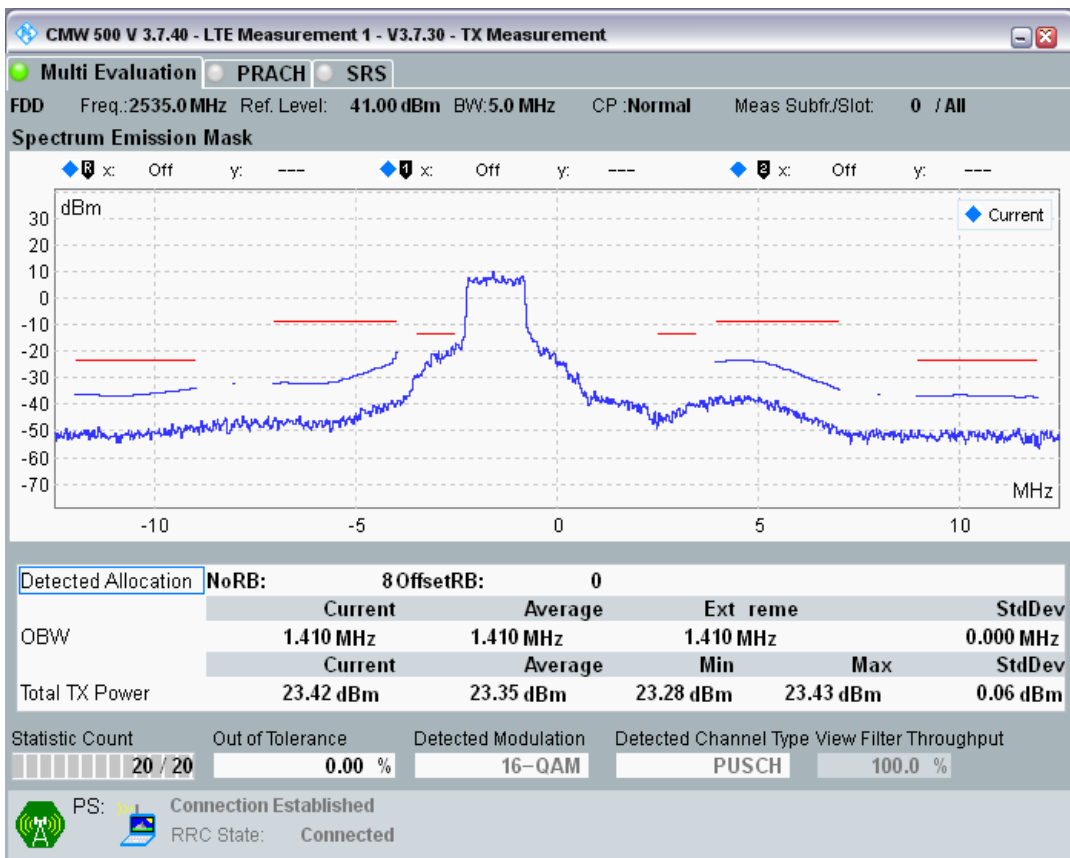 CMW 500 V 3.7.40 - LTE Measurement 1 - V3.7.30 - TX Measurement
Multi Evaluation PRACH SRS
FDD Freq.:2535.0 MHz Ref. Level: 41.00 dBm BW:5.0 MHz CP :Normal Meas Subfr./Slot: 0 / All
Spectrum Emission Mask
R x: Off y: --- 1 x: Off y: --- 2 x: Off y: ---
dBm
Current
30
20
10
0
-10
-20
-30
-40
-50
-60
-70
MHz
-10 -5 0 5 10
Detected Allocation NoRB: 8 OffsetRB: 0
Current Average Ext reme StdDev
OBW 1.410 MHz 1.410 MHz 1.410 MHz 0.000 MHz
Current Average Min Max StdDev
Total TX Power 23.42 dBm 23.35 dBm 23.28 dBm 23.43 dBm 0.06 dBm
Statistic Count Out of Tolerance Detected Modulation Detected Channel Type View Filter Throughput
20 / 20 0.00 % 16-QAM PUSCH 100.0 %
PS: Connection Established
RRC State: Connected